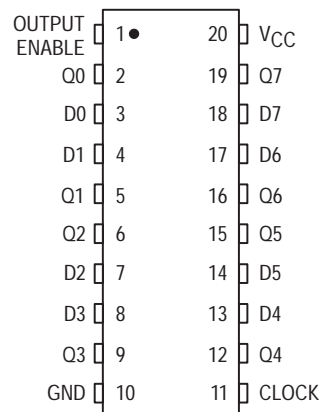 OUTPUT ENABLE 1 20 VCC
Q0 2 19 Q7
D0 3 18 D7
D1 4 17 D6
Q1 5 16 Q6
Q2 6 15 Q5
D2 7 14 D5
D3 8 13 D4
Q3 9 12 Q4
GND 10 11 CLOCK